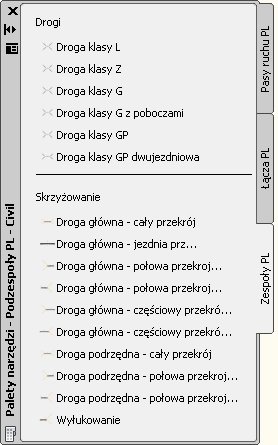 Drogi
Droga klasy L
Droga klasy Z
Droga klasy G
Droga klasy G z poboczami
Droga klasy GP
Droga klasy GP dwujezdniowa
Skrzyżowanie
Droga główna - cały przekrój
Droga główna - jezdnia prz...
Droga główna - połowa przekroj...
Droga główna - połowa przekroj...
Droga główna - częściowy przekró...
Droga główna - częściowy przekró...
Droga podrzędna - cały przekrój
Droga podrzędna - połowa przekroj...
Droga podrzędna - połowa przekroj...
Wyłukowanie
Pasy ruchu PL
Łącza PL
Zespoły PL
Palety narzędzi - Podzespoły PL - Civil